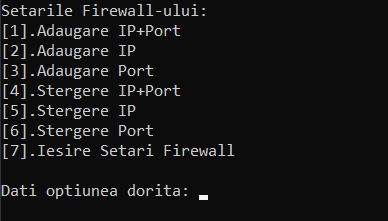 Setarile Firewall-ului:
[1].Adaugare IP+Port
[2].Adaugare IP
[3].Adaugare Port
[4].Stergere IP+Port
[5].Stergere IP
[6].Stergere Port
[7].Iesire Setari Firewall
Dati optiunea dorita: